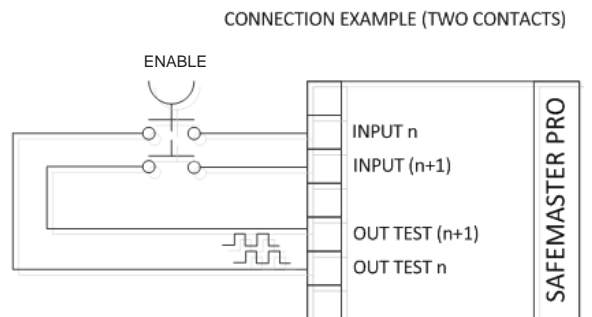 CONNECTION EXAMPLE (TWO CONTACTS)
ENABLE
INPUT n
INPUT (n+1)
OUT TEST (n+1)
OUT TEST n
SAFEMASTER PRO